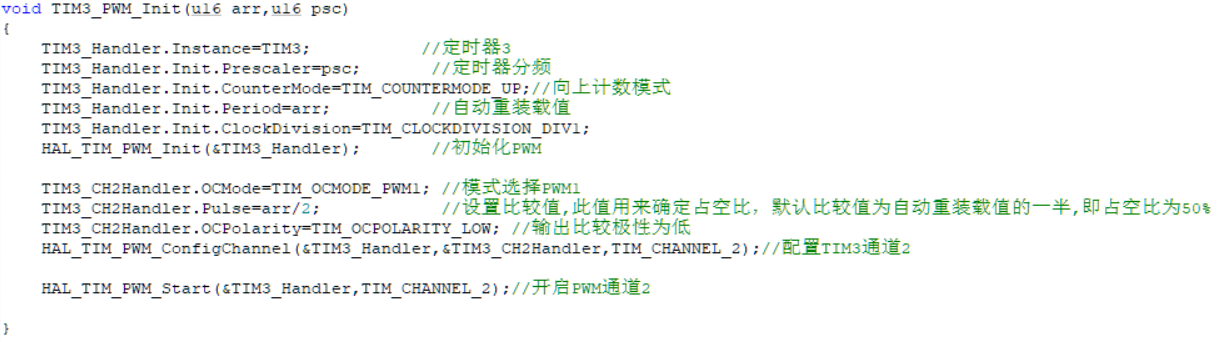 void TIM3_PWM_Init(u16 arr,u16 psc)
{
    TIM3_Handler.Instance=TIM3;            //定时器3
    TIM3_Handler.Init.Prescaler=psc;       //定时器分频
    TIM3_Handler.Init.CounterMode=TIM_COUNTERMODE_UP;//向上计数模式
    TIM3_Handler.Init.Period=arr;          //自动重装载值
    TIM3_Handler.Init.ClockDivision=TIM_CLOCKDIVISION_DIV1;
    HAL_TIM_PWM_Init(&TIM3_Handler);       //初始化PWM

    TIM3_CH2Handler.OCMode=TIM_OCMODE_PWM1; //模式选择PWM1
    TIM3_CH2Handler.Pulse=arr/2;            //设置比较值,此值用来确定占空比，默认比较值为自动重装载值的一半,即占空比为50%
    TIM3_CH2Handler.OCPolarity=TIM_OCPOLARITY_LOW; //输出比较极性为低
    HAL_TIM_PWM_ConfigChannel(&TIM3_Handler,&TIM3_CH2Handler,TIM_CHANNEL_2);//配置TIM3通道2

    HAL_TIM_PWM_Start(&TIM3_Handler,TIM_CHANNEL_2);//开启PWM通道2

}